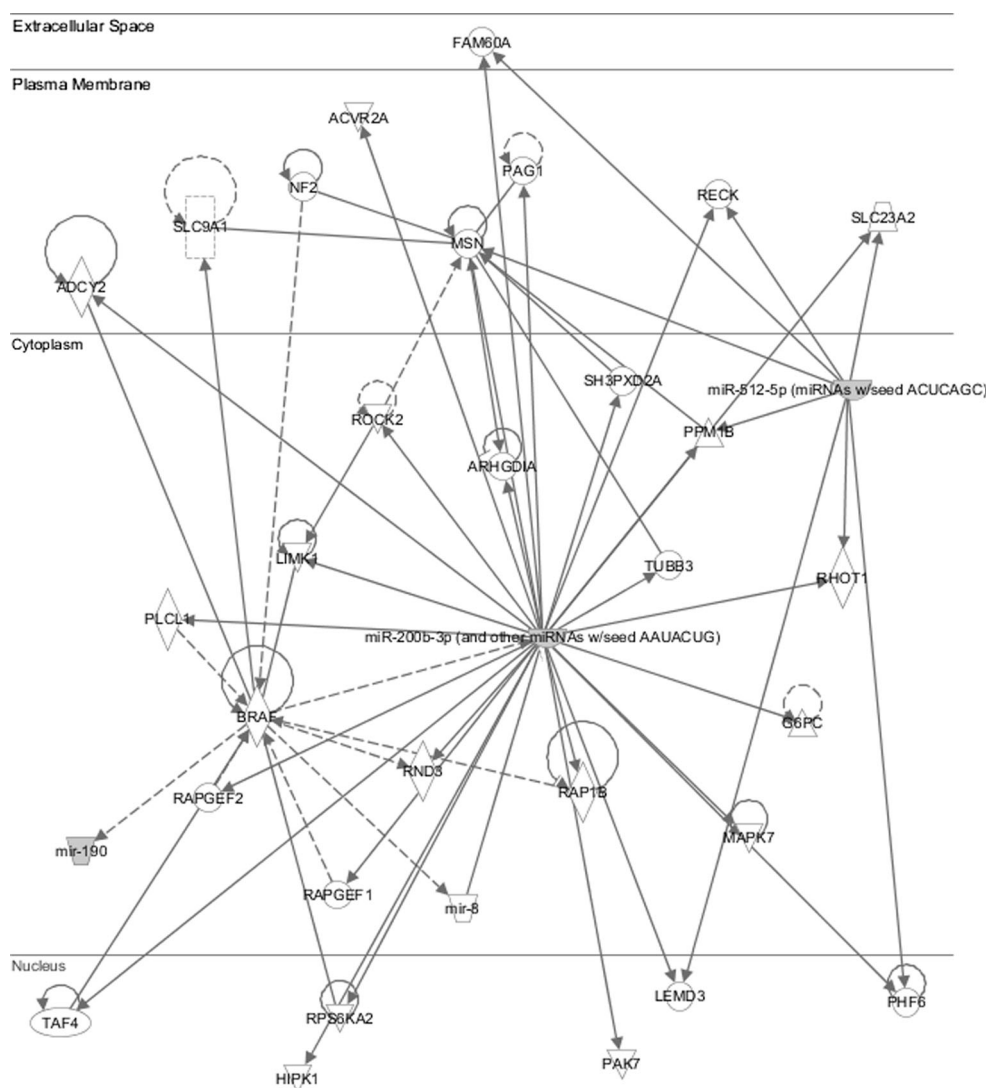 Extracellular Space
FAM60A
Plasma Membrane
ACVR2A
PAG1
NF2
RECK
SLC23A2
SLC9A1
MSN
ADCY2
Cytoplasm
SH3PXD2A
miR-512-5p (miRNAs w/seed ACUCAGC)
ROCK2
PPM1B
ARHGDIA
LIMK1
TUBB3
RHOT1
PLCL1
miR-200b-3p (and other miRNAs w/seed AAUACUG)
BRAF
G6PC
RND3
RAPGEF2
RAP1B
mir-190
MAPK7
RAPGEF1
mir-8
Nucleus
LEMD3
PHF6
TAF4
RPS6KA2
PAK7
HIPK1